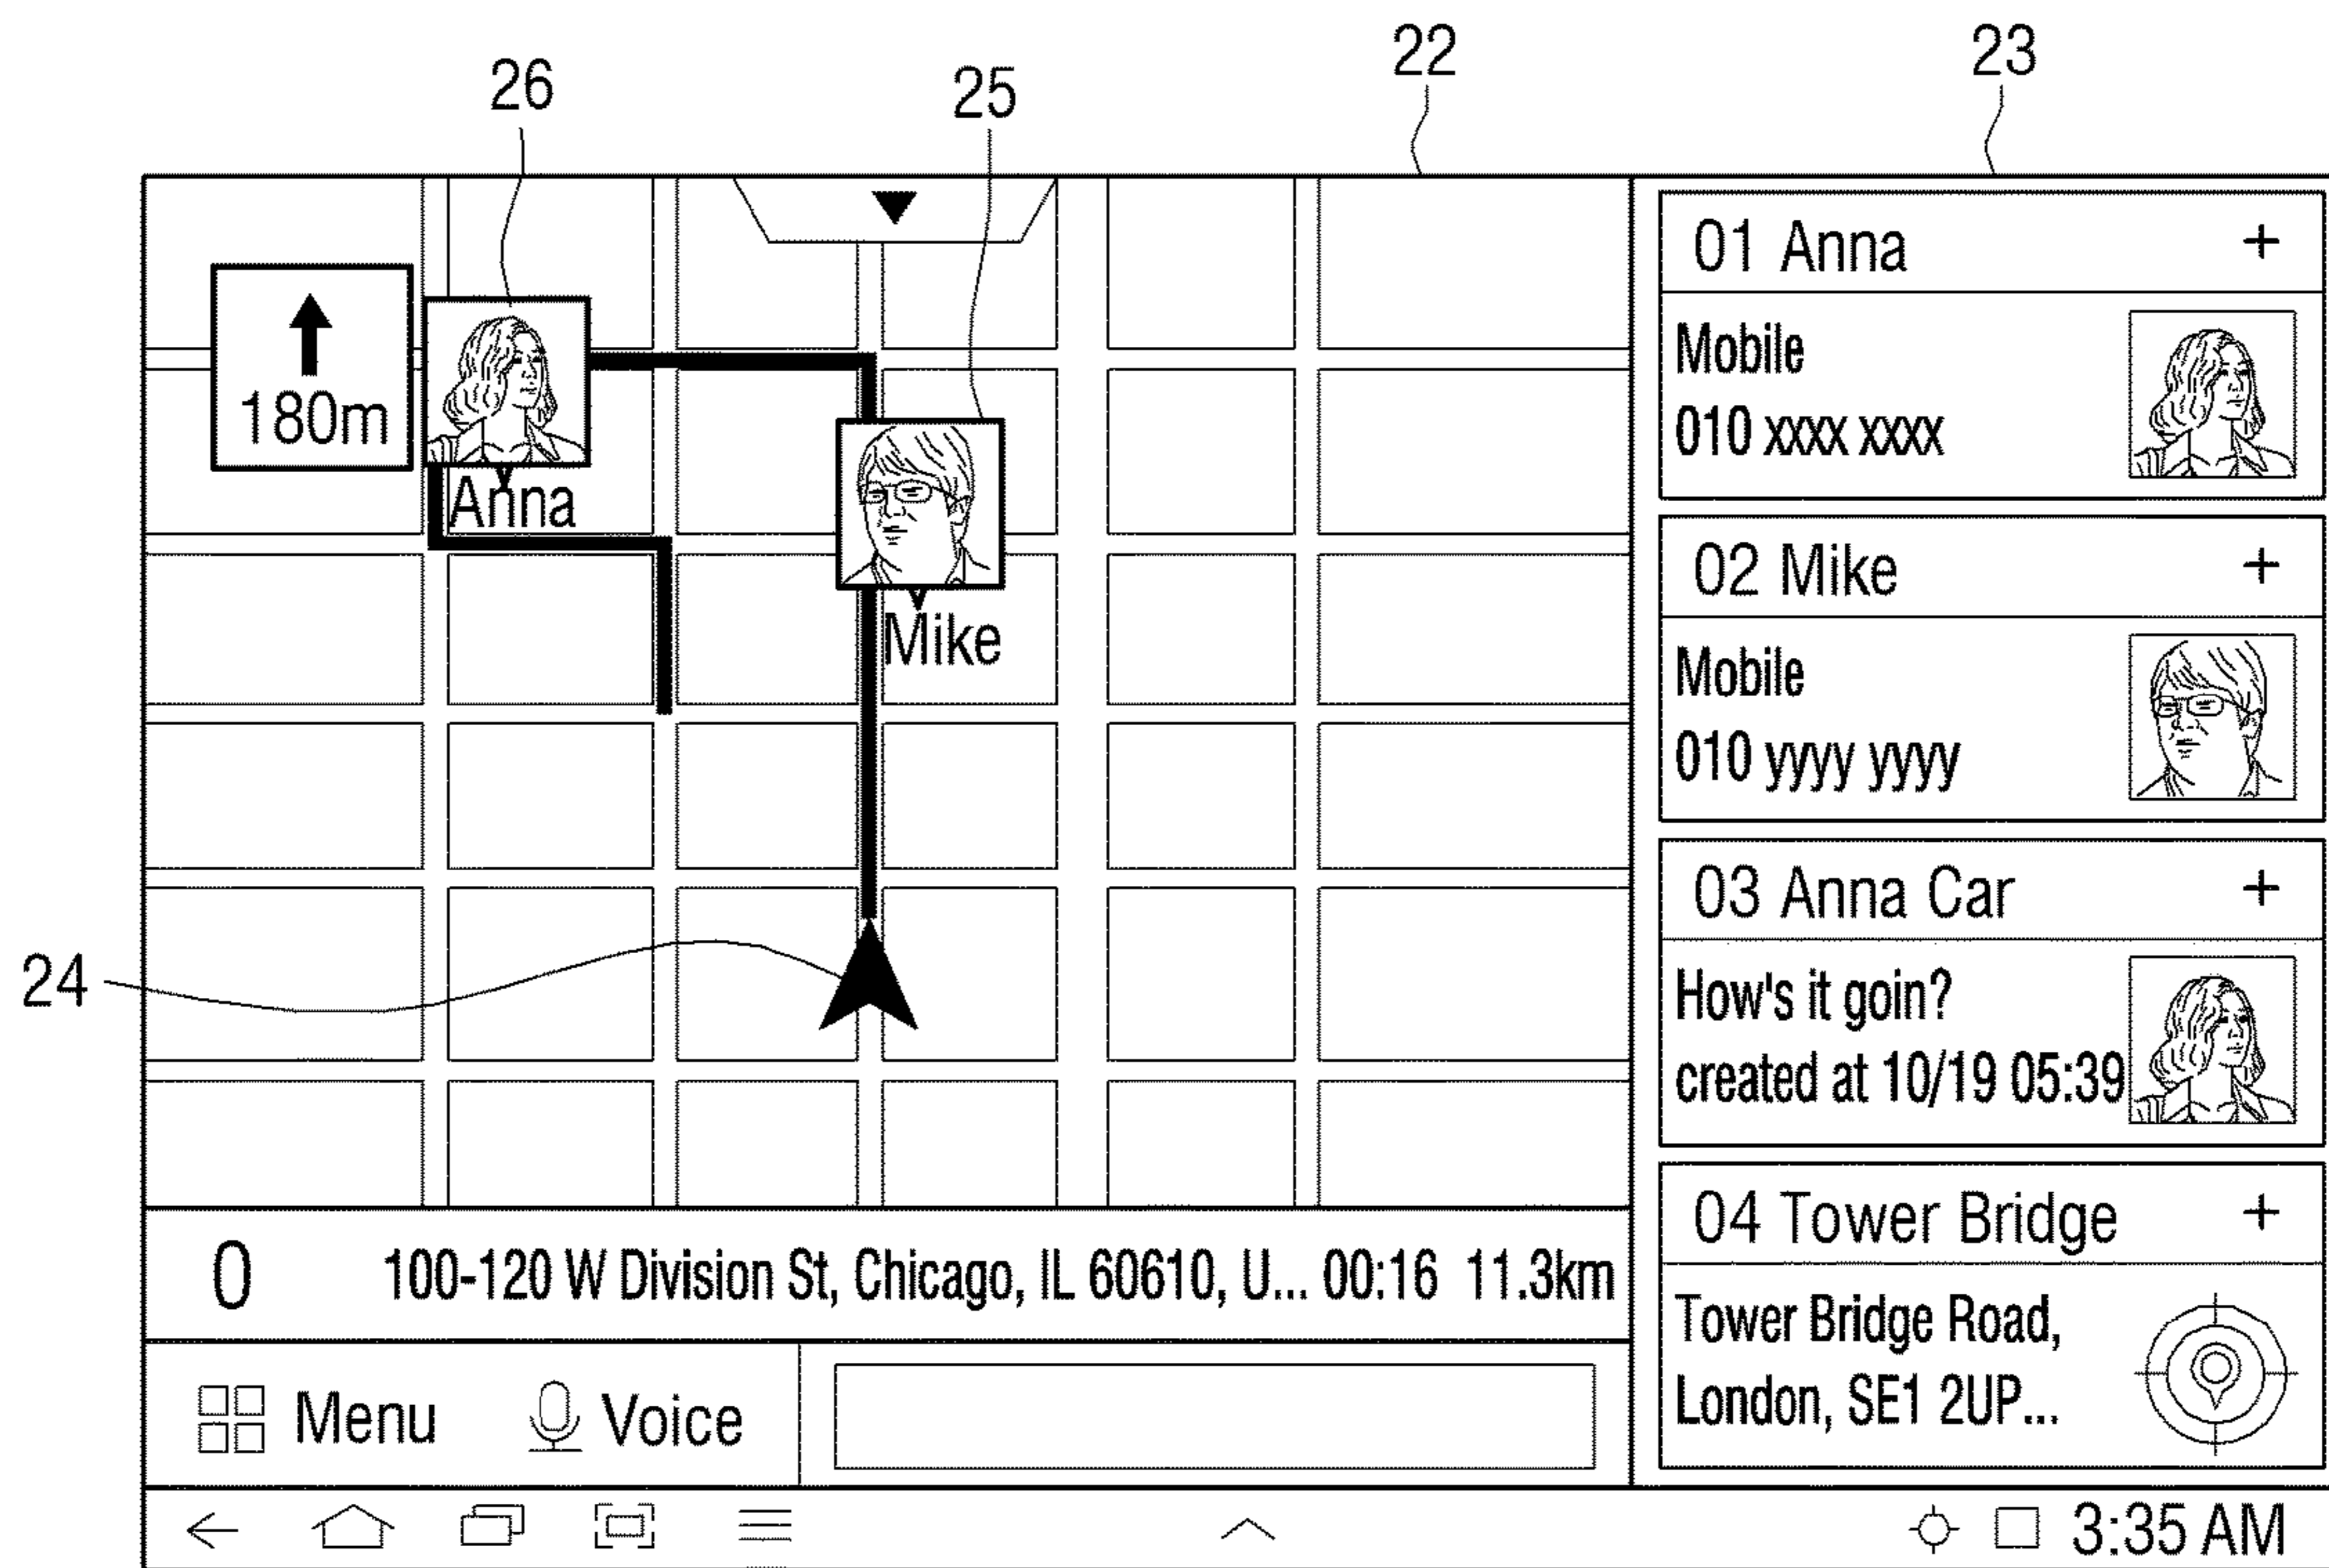 26
25
22
23
180m
Anna
Mike
24
01 Anna +
Mobile
010 xxxx xxxx
02 Mike +
Mobile
010 yyyy yyyy
03 Anna Car +
How's it goin?
created at 10/19 05:39
04 Tower Bridge +
Tower Bridge Road,
London, SE1 2UP...
0 100-120 W Division St, Chicago, IL 60610, U... 00:16 11.3km
Menu Voice
3:35 AM